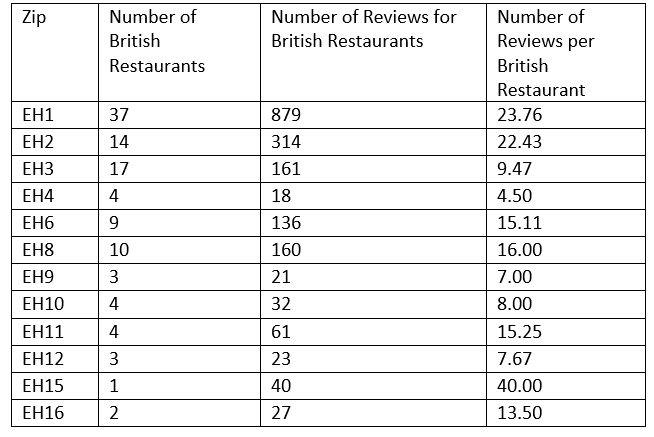 Zip Number of British Restaurants Number of Reviews for British Restaurants Number of Reviews per British Restaurant
EH1 37 879 23.76
EH2 14 314 22.43
EH3 17 161 9.47
EH4 4 18 4.50
EH6 9 136 15.11
EH8 10 160 16.00
EH9 3 21 7.00
EH10 4 32 8.00
EH11 4 61 15.25
EH12 3 23 7.67
EH15 1 40 40.00
EH16 2 27 13.50